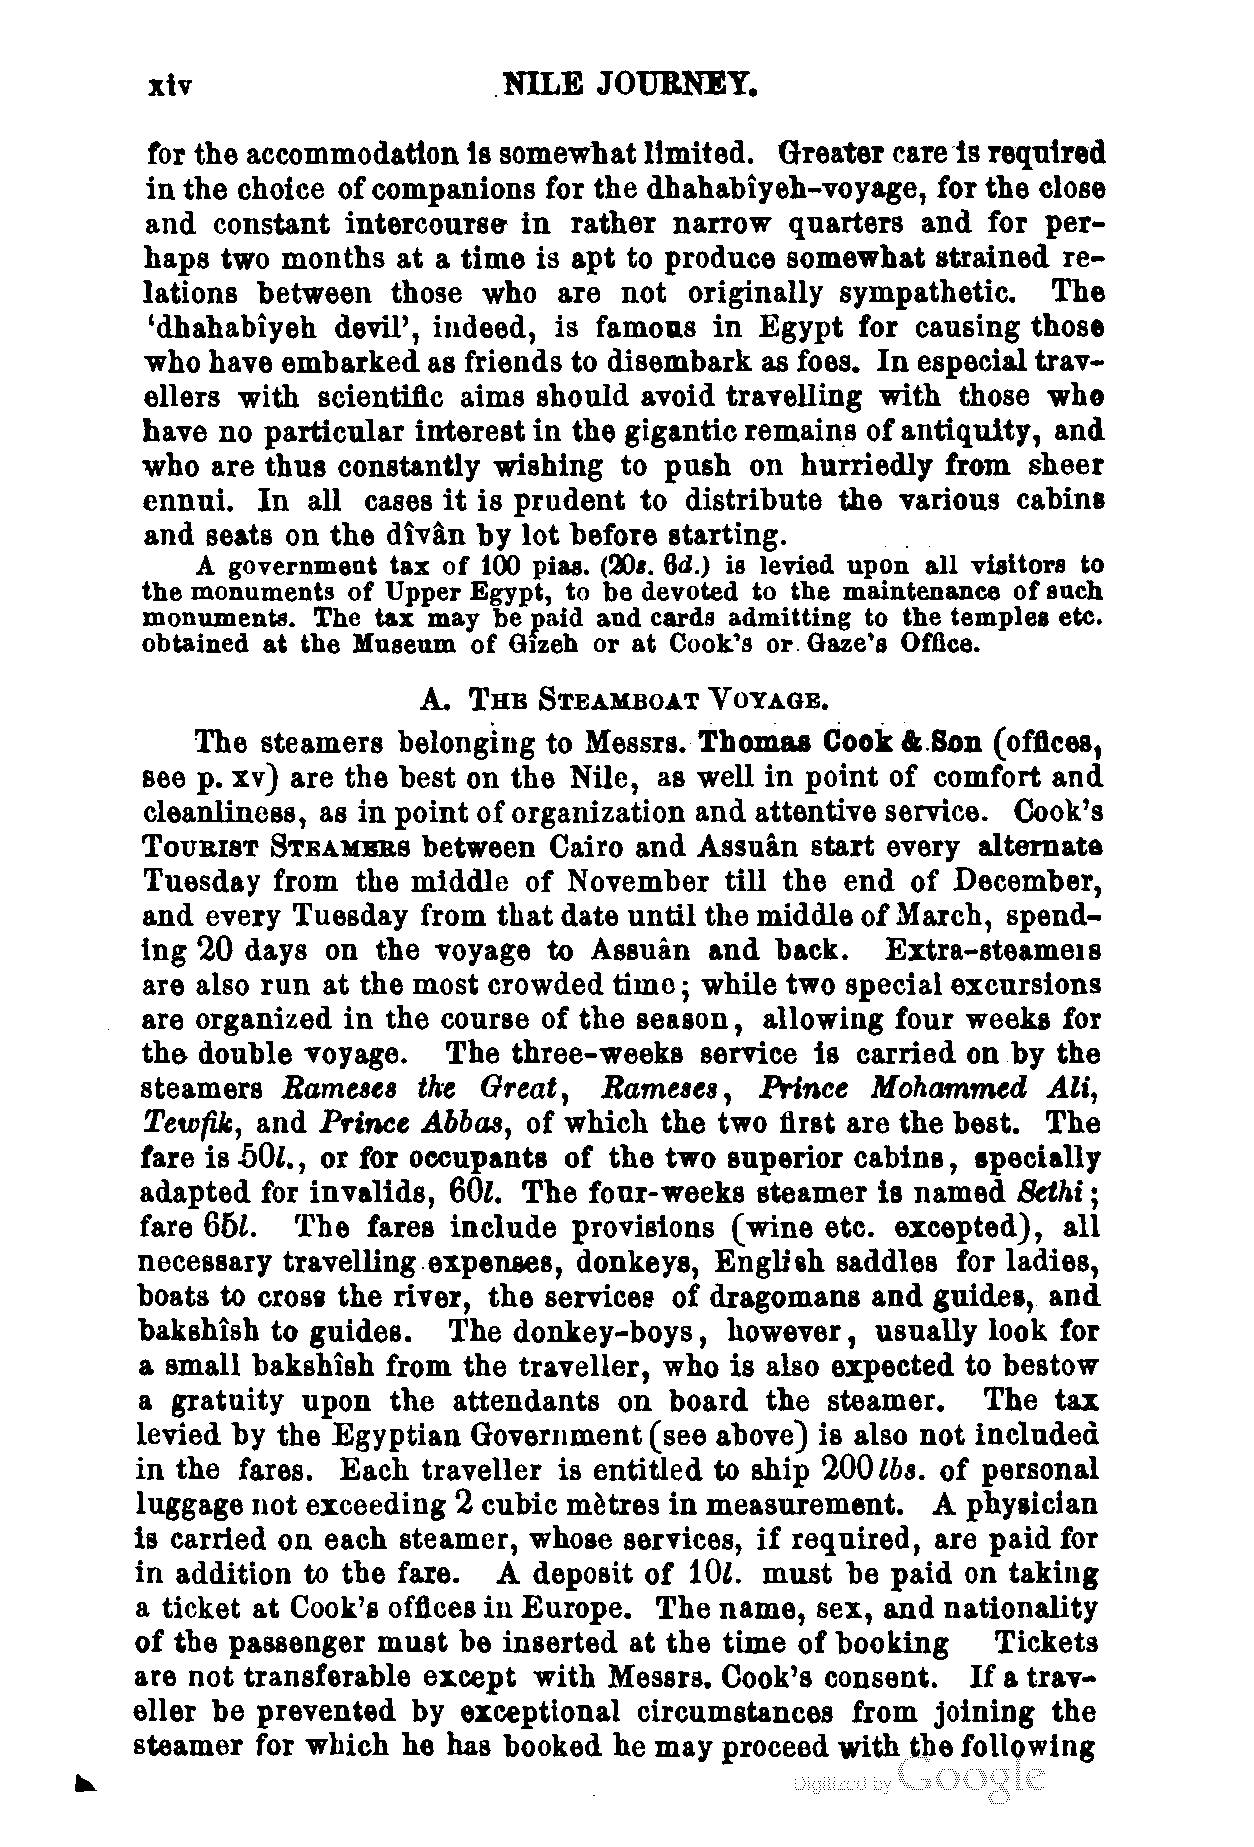 xiv NILE JOURNEY.
for the accommodation is somewhat limited. Greater care is required
in the choice of companions for the dhahabîyeh-voyage, for the close
and constant intercourse in rather narrow quarters and for per-
haps two months at a time is apt to produce somewhat strained re-
lations between those who are not originally sympathetic. The
‘dhahabîyeh devil’, indeed, is famous in Egypt for causing those
who have embarked as friends to disembark as foes. In especial trav-
ellers with scientific aims should avoid travelling with those who
have no particular interest in the gigantic remains of antiquity, and
who are thus constantly wishing to push on hurriedly from sheer
ennui. In all cases it is prudent to distribute the various cabins
and seats on the dîvân by lot before starting.
A government tax of 100 pias. (20s. 6d.) is levied upon all visitors to
the monuments of Upper Egypt, to be devoted to the maintenance of such
monuments. The tax may be paid and cards admitting to the temples etc.
obtained at the Museum of Gîzeh or at Cook's or Gaze's Office.
A. THE STEAMBOAT VOYAGE.
The steamers belonging to Messrs. Thomas Cook & Son (offices,
see p. xv) are the best on the Nile, as well in point of comfort and
cleanliness, as in point of organization and attentive service. Cook's
TOURIST STEAMERS between Cairo and Assuân start every alternate
Tuesday from the middle of November till the end of December,
and every Tuesday from that date until the middle of March, spend-
ing 20 days on the voyage to Assuân and back. Extra-steamers
are also run at the most crowded time; while two special excursions
are organized in the course of the season, allowing four weeks for
the double voyage. The three-weeks service is carried on by the
steamers Rameses the Great, Rameses, Prince Mohammed Ali,
Tewfik, and Prince Abbas, of which the two first are the best. The
fare is 50l., or for occupants of the two superior cabins, specially
adapted for invalids, 60l. The four-weeks steamer is named Sethi;
fare 65l. The fares include provisions (wine etc. excepted), all
necessary travelling expenses, donkeys, English saddles for ladies,
boats to cross the river, the services of dragomans and guides, and
bakshîsh to guides. The donkey-boys, however, usually look for
a small bakshîsh from the traveller, who is also expected to bestow
a gratuity upon the attendants on board the steamer. The tax
levied by the Egyptian Government (see above) is also not included
in the fares. Each traveller is entitled to ship 200 lbs. of personal
luggage not exceeding 2 cubic mètres in measurement. A physician
is carried on each steamer, whose services, if required, are paid for
in addition to the fare. A deposit of 10l. must be paid on taking
a ticket at Cook's offices in Europe. The name, sex, and nationality
of the passenger must be inserted at the time of booking Tickets
are not transferable except with Messrs. Cook's consent. If a trav-
eller be prevented by exceptional circumstances from joining the
steamer for which he has booked he may proceed with the following
Digitized by Google